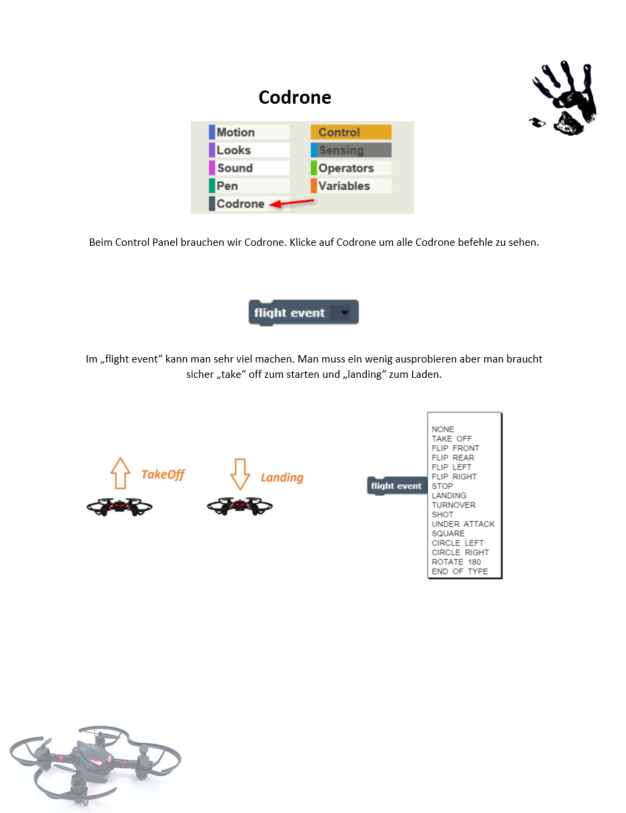 Codrone
Motion Control
Looks Sensing
Sound Operators
Pen Variables
Codrone
Beim Control Panel brauchen wir Codrone. Klicke auf Codrone um alle Codrone befehle zu sehen.
flight event
Im „flight event“ kann man sehr viel machen. Man muss ein wenig ausprobieren aber man braucht
sicher „take“ off zum starten und „landing“ zum Laden.
TakeOff
Landing
flight event
NONE
TAKE OFF
FLIP FRONT
FLIP REAR
FLIP LEFT
FLIP RIGHT
STOP
LANDING
TURNOVER
SHOT
UNDER ATTACK
SQUARE
CIRCLE LEFT
CIRCLE RIGHT
ROTATE 180
END OF TYPE